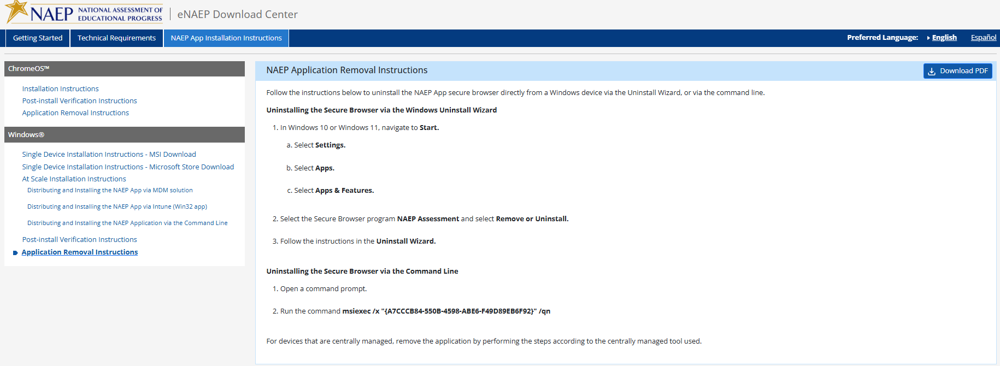 NAEP NATIONAL ASSESSMENT OF
EDUCATIONAL PROGRESS
eNAEP Download Center
Getting Started
Technical Requirements
NAEP App Installation Instructions
Preferred Language: English Español
ChromeOS™
Installation Instructions
Post-install Verification Instructions
Application Removal Instructions
Windows®
Single Device Installation Instructions - MSI Download
Single Device Installation Instructions - Microsoft Store Download
At Scale Installation Instructions
Distributing and Installing the NAEP App via MDM solution
Distributing and Installing the NAEP App via Intune (Win32 app)
Distributing and Installing the NAEP Application via the Command Line
Post-install Verification Instructions
Application Removal Instructions
NAEP Application Removal Instructions
Download PDF
Follow the instructions below to uninstall the NAEP App secure browser directly from a Windows device via the Uninstall Wizard, or via the command line.
Uninstalling the Secure Browser via the Windows Uninstall Wizard
1. In Windows 10 or Windows 11, navigate to Start.
a. Select Settings.
b. Select Apps.
c. Select Apps & Features.
2. Select the Secure Browser program NAEP Assessment and select Remove or Uninstall.
3. Follow the instructions in the Uninstall Wizard.
Uninstalling the Secure Browser via the Command Line
1. Open a command prompt.
2. Run the command msiexec /x "{A7CCCB84-550B-4598-ABE6-F49D89EB6F92}" /qn
For devices that are centrally managed, remove the application by performing the steps according to the centrally managed tool used.